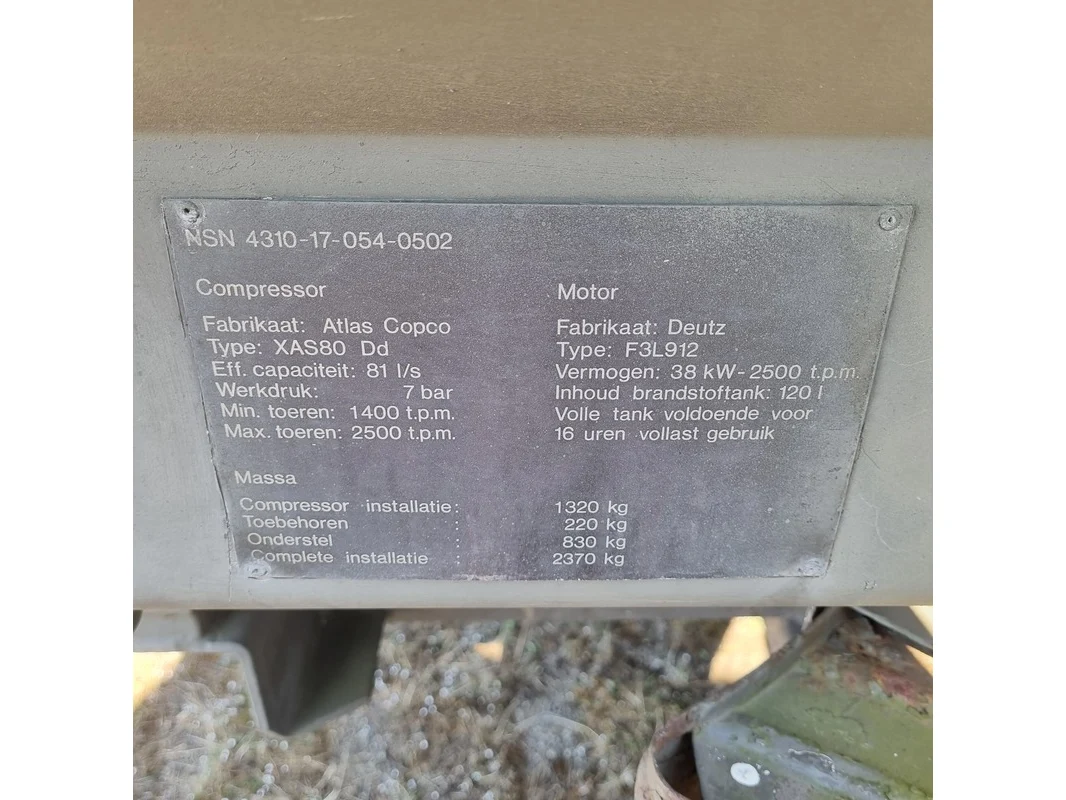 NSN 4310-17-054-0502
Compressor
Fabrikaat: Atlas Copco
Type: XAS80 Dd
Eff. capaciteit: 81 l/s
Werkdruk: 7 bar
Min. toeren: 1400 t.p.m.
Max. toeren: 2500 t.p.m.
Motor
Fabrikaat: Deutz
Type: F3L912
Vermogen: 38 kW-2500 t.p.m.
Inhoud brandstoftank: 120 l
Volle tank voldoende voor
16 uren vollast gebruik
Massa
Compressor installatie: 1320 kg
Toebehoren : 220 kg
Onderstel : 830 kg
Complete installatie : 2370 kg